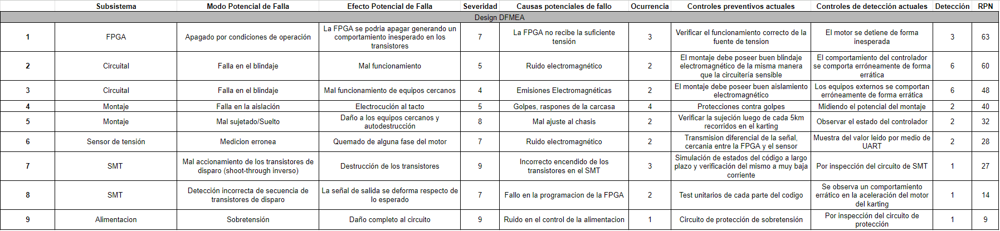 Subsistema Modo Potencial de Falla Efecto Potencial de Falla Severidad Causas potenciales de fallo Ocurrencia Controles preventivos actuales Controles de detección actuales Detección RPN
Design DFMEA
1 FPGA Apagado por condiciones de operación La FPGA se podria apagar generando un comportamiento inesperado en los transistores 7 La FPGA no recibe la suficiente tensión 3 Verificar el funcionamiento correcto de la fuente de tension El motor se detiene de forma inesperada 3 63
2 Circuital Falla en el blindaje Mal funcionamiento 5 Ruido electromagnético 2 El montaje debe poseer buen blindaje electromagnético de la misma manera que la circuitería sensible El comportamiento del controlador se comporta erróneamente de forma errática 6 60
3 Circuital Falla en el blindaje Mal funcionamiento de equipos cercanos 4 Emisiones Electromagnéticas 2 El montaje debe poseer buen aislamiento electromagnético Los equipos externos se comportan erróneamente de forma errática 6 48
4 Montaje Falla en la aislación Electrocución al tacto 5 Golpes, raspones de la carcasa 4 Protecciones contra golpes Midiendo el potencial del montaje 2 40
5 Montaje Mal sujetado/Suelto Daño a los equipos cercanos y autodestrucción 8 Mal ajuste al chasis 2 Verificar la sujeción luego de cada 5km recorridos en el karting Observar el estado del controlador 2 32
6 Sensor de tensión Medicion erronea Quemado de alguna fase del motor 7 Ruido electromagnético 2 Transmision diferencial de la señal, cercania entre la FPGA y el sensor Muestra del valor leido por medio de UART 2 28
7 SMT Mal accionamiento de los transistores de disparo (shoot-through inverso) Destrucción de los transistores 9 Incorrecto encendido de los transistores en el SMT 3 Simulación de estados del código a largo plazo y verificación del mismo a muy baja corriente Por inspección del circuito de SMT 1 27
8 SMT Detección incorrecta de secuencia de transistores de disparo La señal de salida se deforma respecto de lo esperado 7 Fallo en la programacion de la FPGA 2 Test unitarios de cada parte del codigo Se observa un comportamiento errático en la aceleración del motor del karting 1 14
9 Alimentacion Sobretensión Daño completo al circuito 9 Ruido en el control de la alimentacion 1 Circuito de protección de sobretensión Por inspección del circuito de protección 1 9